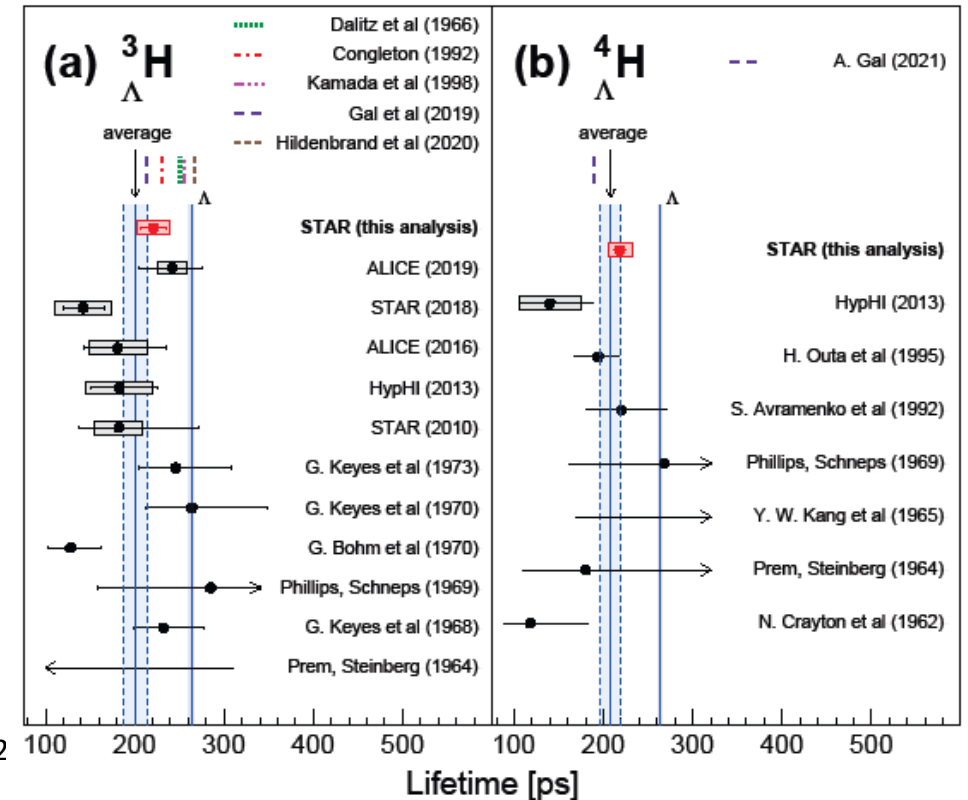 (a) ³H
Λ
average
Dalitz et al (1966)
Congleton (1992)
Kamada et al (1998)
Gal et al (2019)
Hildenbrand et al (2020)
Λ
STAR (this analysis)
ALICE (2019)
STAR (2018)
ALICE (2016)
HypHI (2013)
STAR (2010)
G. Keyes et al (1973)
G. Keyes et al (1970)
G. Bohm et al (1970)
Phillips, Schneps (1969)
G. Keyes et al (1968)
Prem, Steinberg (1964)
2 100 200 300 400 500
(b) ⁴H
Λ
average
A. Gal (2021)
Λ
STAR (this analysis)
HypHI (2013)
H. Outa et al (1995)
S. Avramenko et al (1992)
Phillips, Schneps (1969)
Y. W. Kang et al (1965)
Prem, Steinberg (1964)
N. Crayton et al (1962)
100 200 300 400 500
Lifetime [ps]